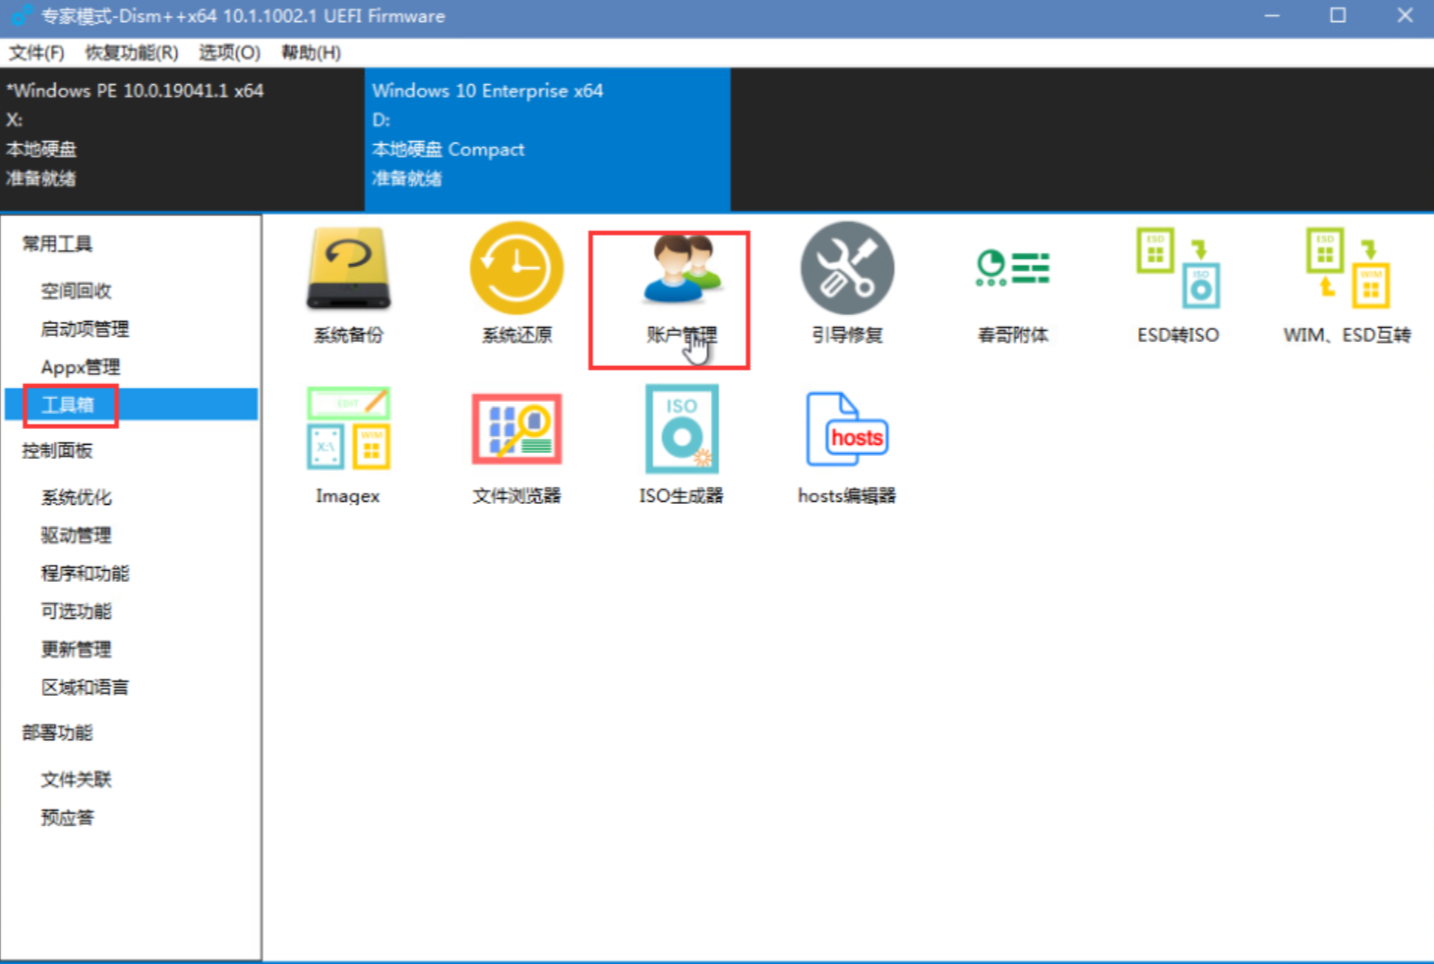 专家模式-Dism++x64 10.1.1002.1 UEFI Firmware
文件(F) 恢复功能(R) 选项(O) 帮助(H)
*Windows PE 10.0.19041.1 x64
X:
本地硬盘
准备就绪
Windows 10 Enterprise x64
D:
本地硬盘 Compact
准备就绪
常用工具
空间回收
启动项管理
Appx管理
工具箱
控制面板
系统优化
驱动管理
程序和功能
可选功能
更新管理
区域和语言
部署功能
文件关联
预应答
系统备份
系统还原
账户管理
引导修复
春哥附体
ESD
ISO
ESD转ISO
ESD
WIM
WIM、ESD互转
EDIT
X:\
WIM
Imagex
文件浏览器
ISO
ISO生成器
hosts
hosts编辑器